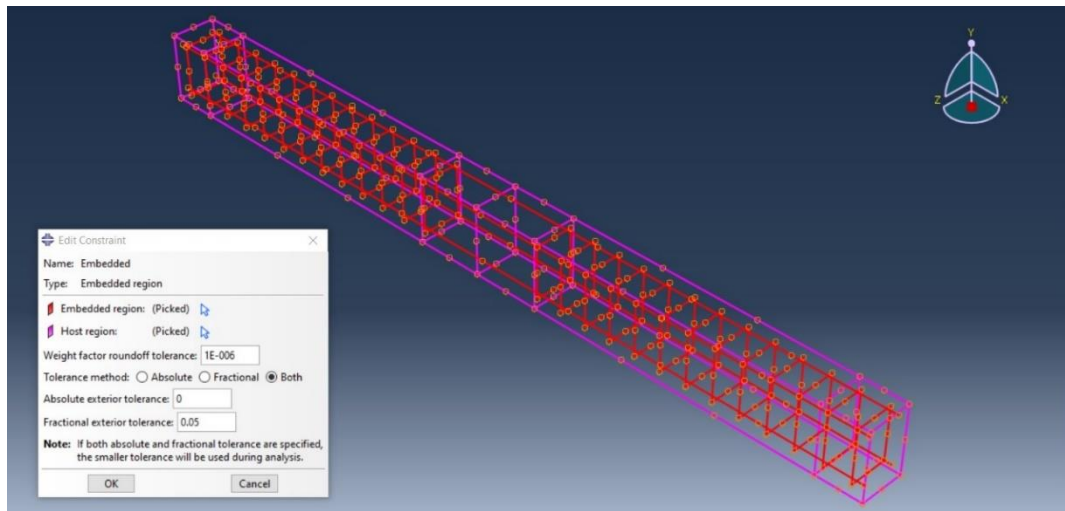 Y
Z
X
Edit Constraint
Name: Embedded
Type: Embedded region
Embedded region: (Picked)
Host region: (Picked)
Weight factor roundoff tolerance: 1E-006
Tolerance method: Absolute Fractional Both
Absolute exterior tolerance: 0
Fractional exterior tolerance: 0.05
Note: If both absolute and fractional tolerance are specified,
the smaller tolerance will be used during analysis.
OK Cancel